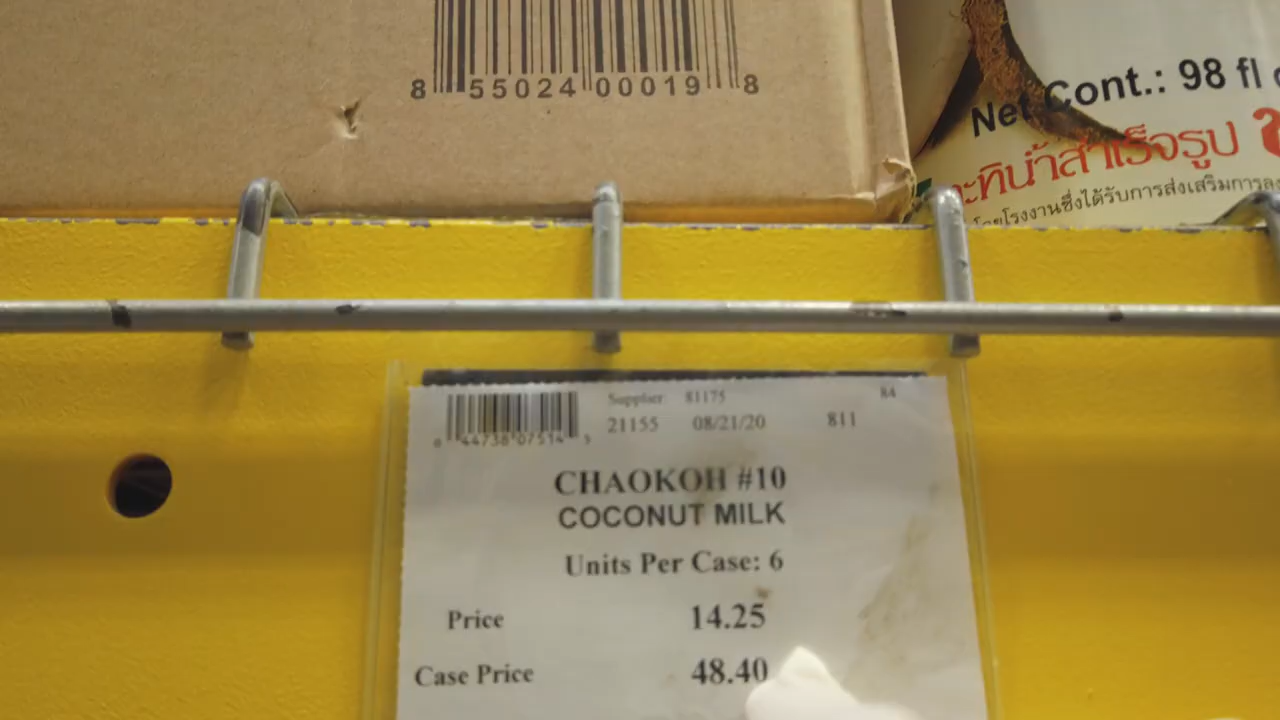 8 55024 00019 8
Net Cont.: 98 fl
ะทิน้ำสำเร็จรูป
โดยโรงงานซึ่งได้รับการส่งเสริมการลง
Supplier 81175 84
21155 08/21/20 811
0 44738 07514 5
CHAOKOH #10
COCONUT MILK
Units Per Case: 6
Price 14.25
Case Price 48.40